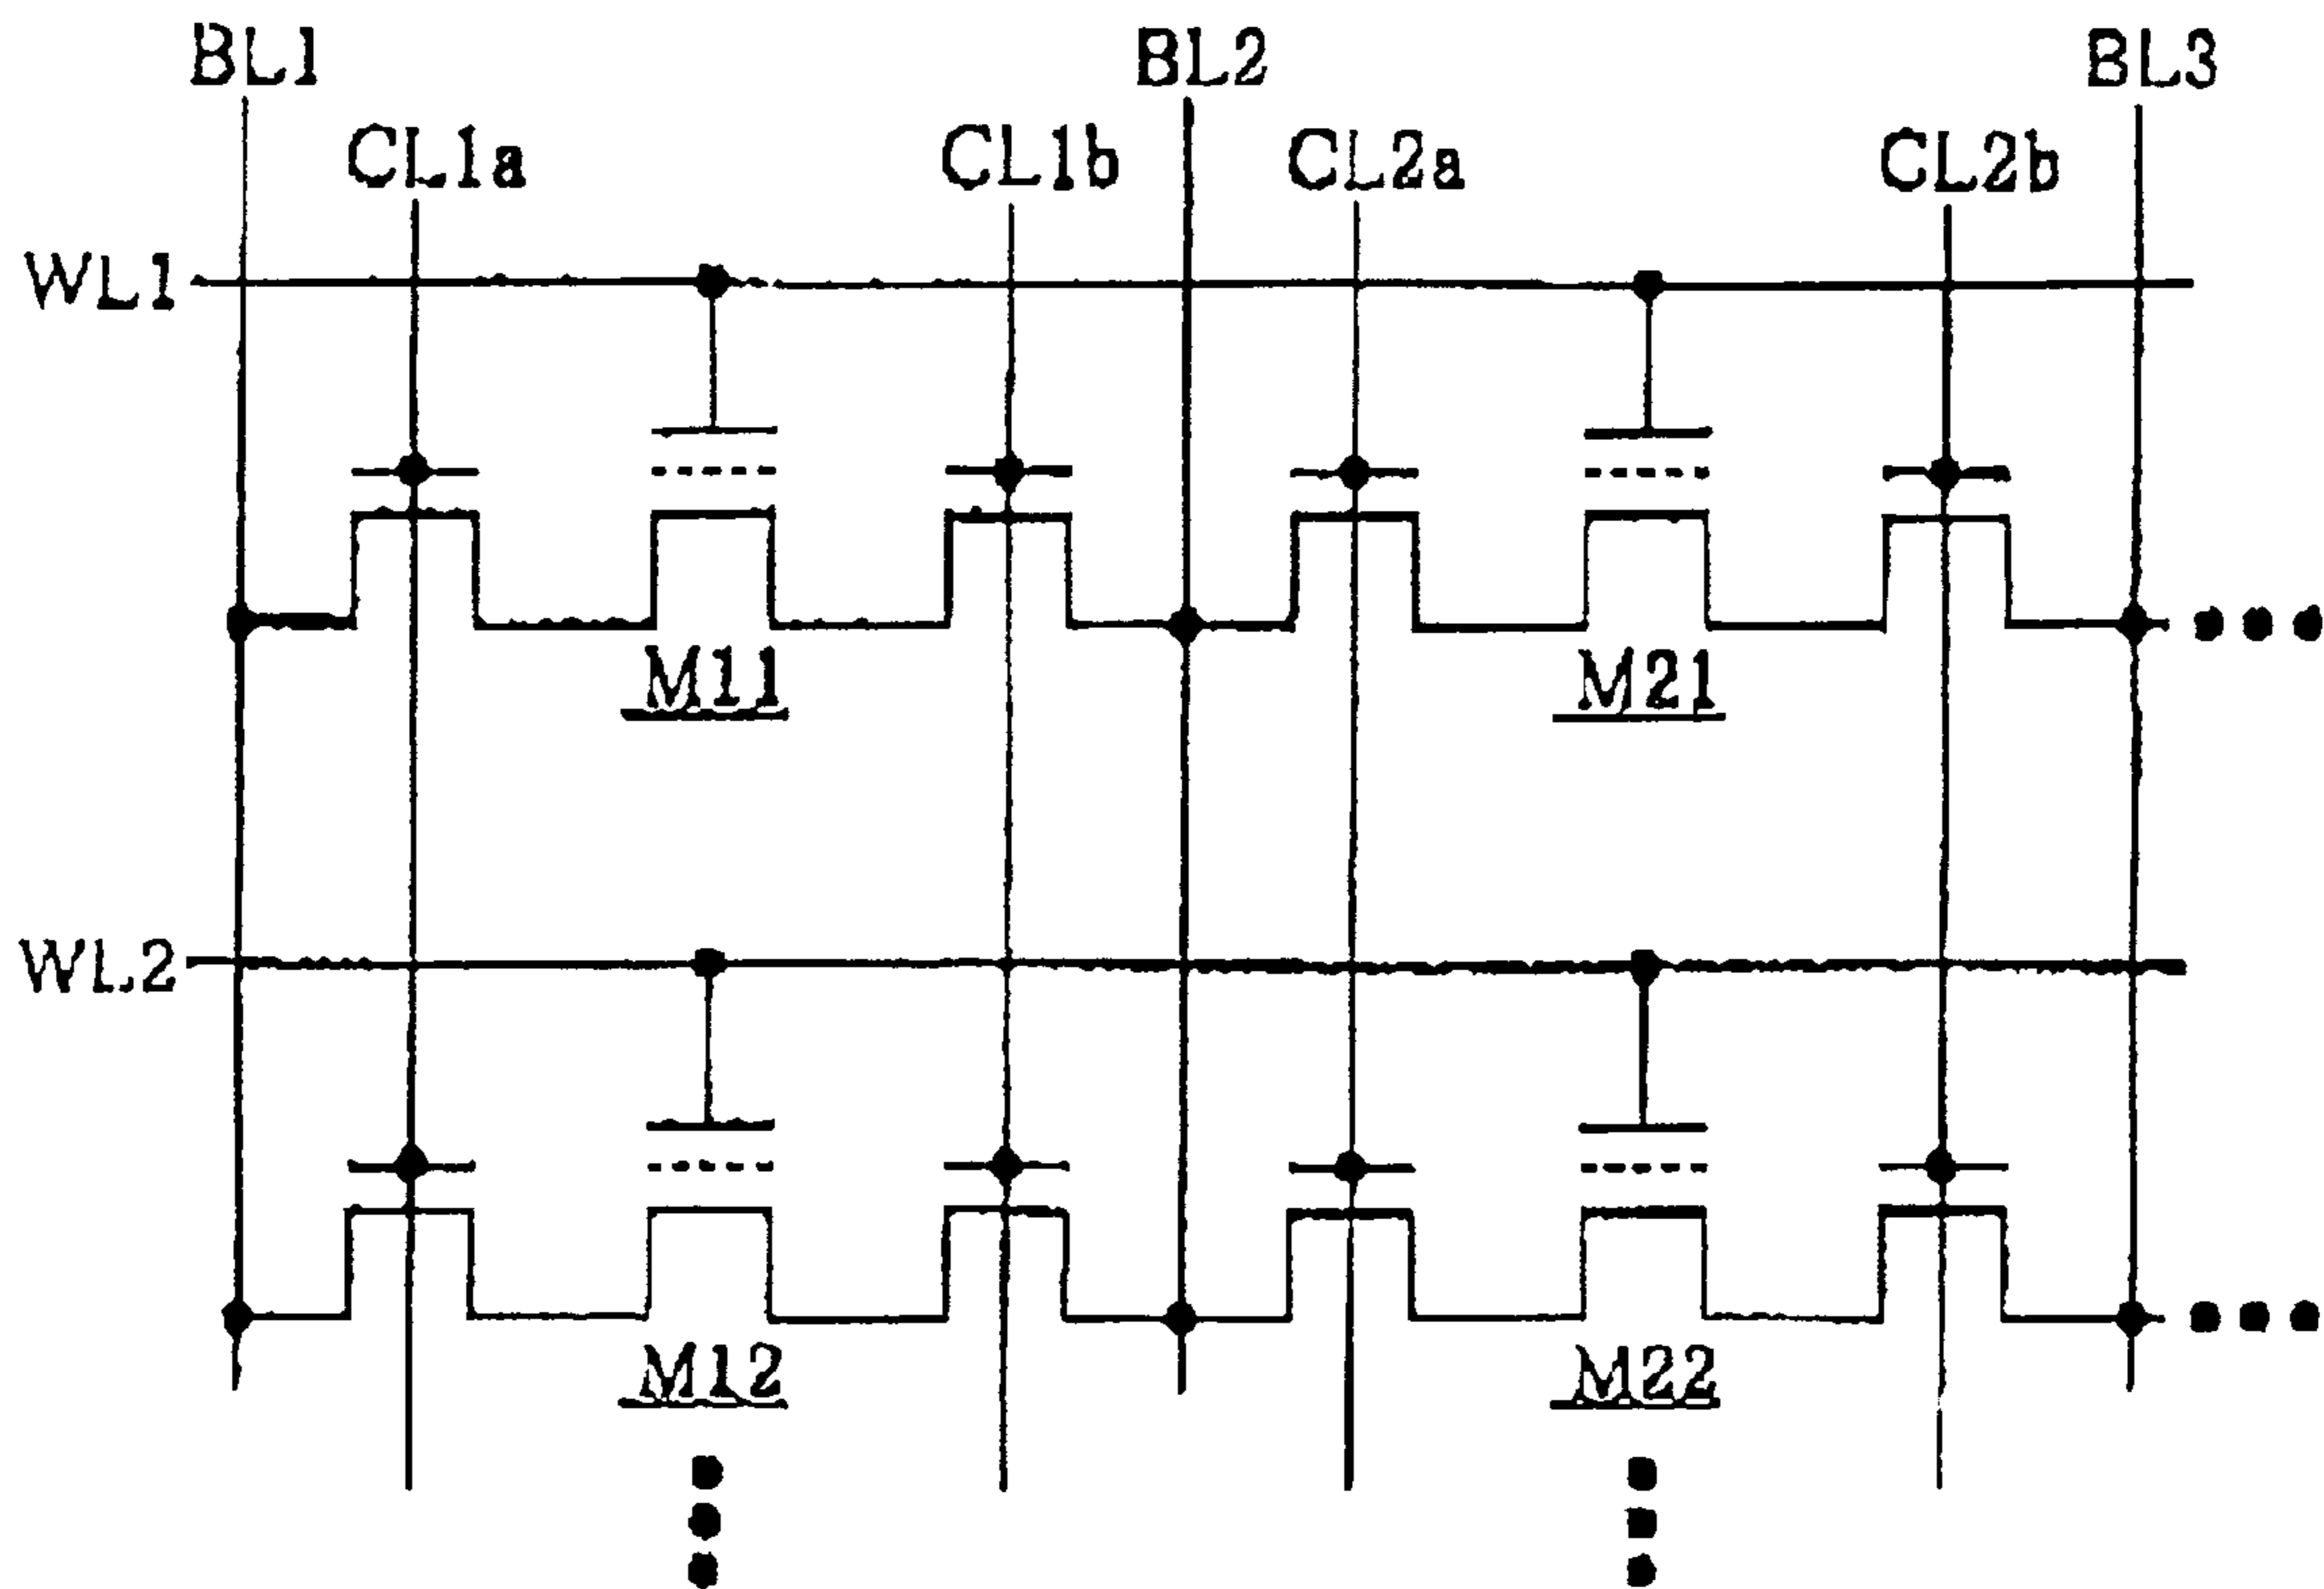 BL1 BL2 BL3
CL1a CL1b CL2a CL2b
WL1
M11 M21
WL2
M12 M22